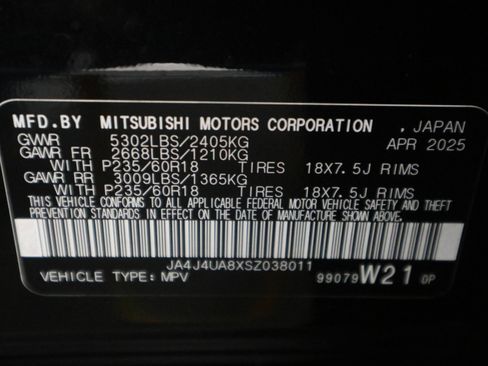 MFD.BY MITSUBISHI MOTORS CORPORATION , JAPAN
GVWR 5302LBS/2405KG APR 2025
GAWR FR 2668LBS/1210KG
WITH P235/60R18 TIRES 18X7.5J RIMS
GAWR RR 3009LBS/1365KG
WITH P235/60R18 TIRES 18X7.5J RIMS
THIS VEHICLE CONFORMS TO ALL APPLICABLE FEDERAL MOTOR VEHICLE SAFETY AND THEFT
PREVENTION STANDARDS IN EFFECT ON THE DATE OF MANUFACTURE SHOWN ABOVE.
JA4J4UA8XSZ038011
VEHICLE TYPE: MPV 99079 W21 OP